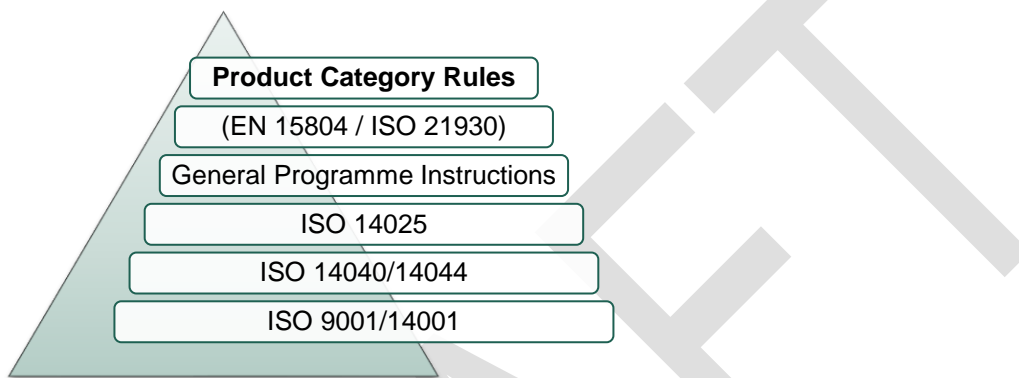 Product Category Rules
(EN 15804 / ISO 21930)
General Programme Instructions
ISO 14025
ISO 14040/14044
ISO 9001/14001